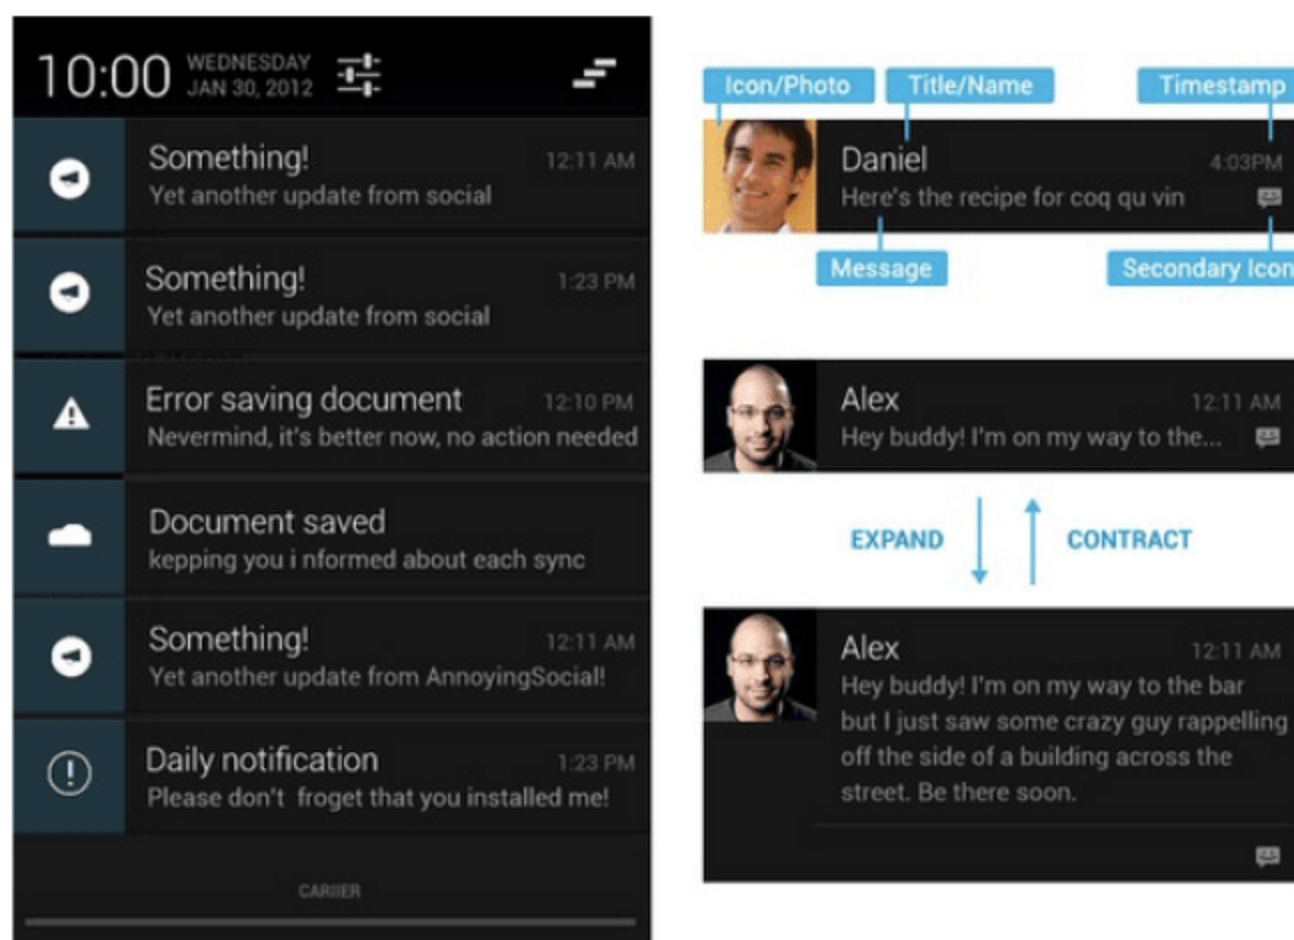 10:00 WEDNESDAY
JAN 30, 2012
Something! 12:11 AM
Yet another update from social
Something! 1:23 PM
Yet another update from social
Error saving document 12:10 PM
Nevermind, it's better now, no action needed
Document saved
kepping you i nformed about each sync
Something! 12:11 AM
Yet another update from AnnoyingSocial!
Daily notification 1:23 PM
Please don't froget that you installed me!
CARIIER
Icon/Photo Title/Name Timestamp
Daniel 4:03PM
Here's the recipe for coq qu vin
Message Secondary Icon
Alex 12:11 AM
Hey buddy! I'm on my way to the...
EXPAND CONTRACT
Alex 12:11 AM
Hey buddy! I'm on my way to the bar
but I just saw some crazy guy rappelling
off the side of a building across the
street. Be there soon.